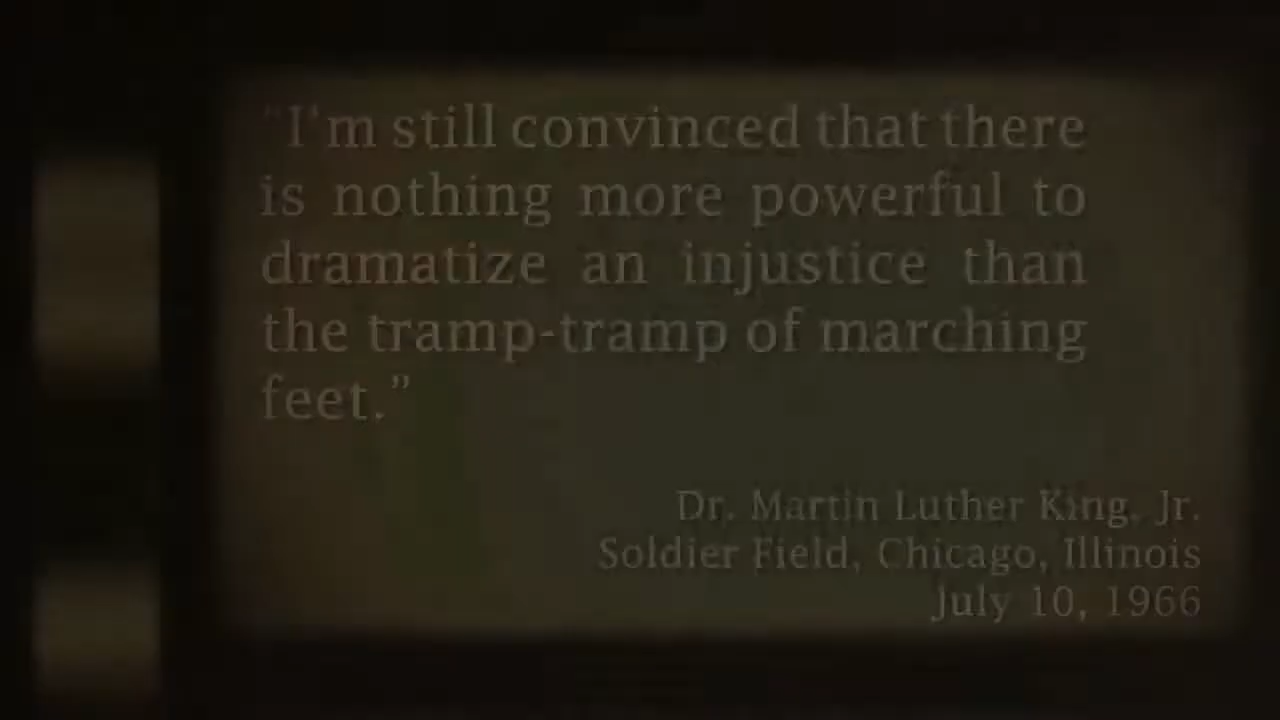 “I'm still convinced that there
is nothing more powerful to
dramatize an injustice than
the tramp-tramp of marching
feet.”
Dr. Martin Luther King, Jr.
Soldier Field, Chicago, Illinois
July 10, 1966